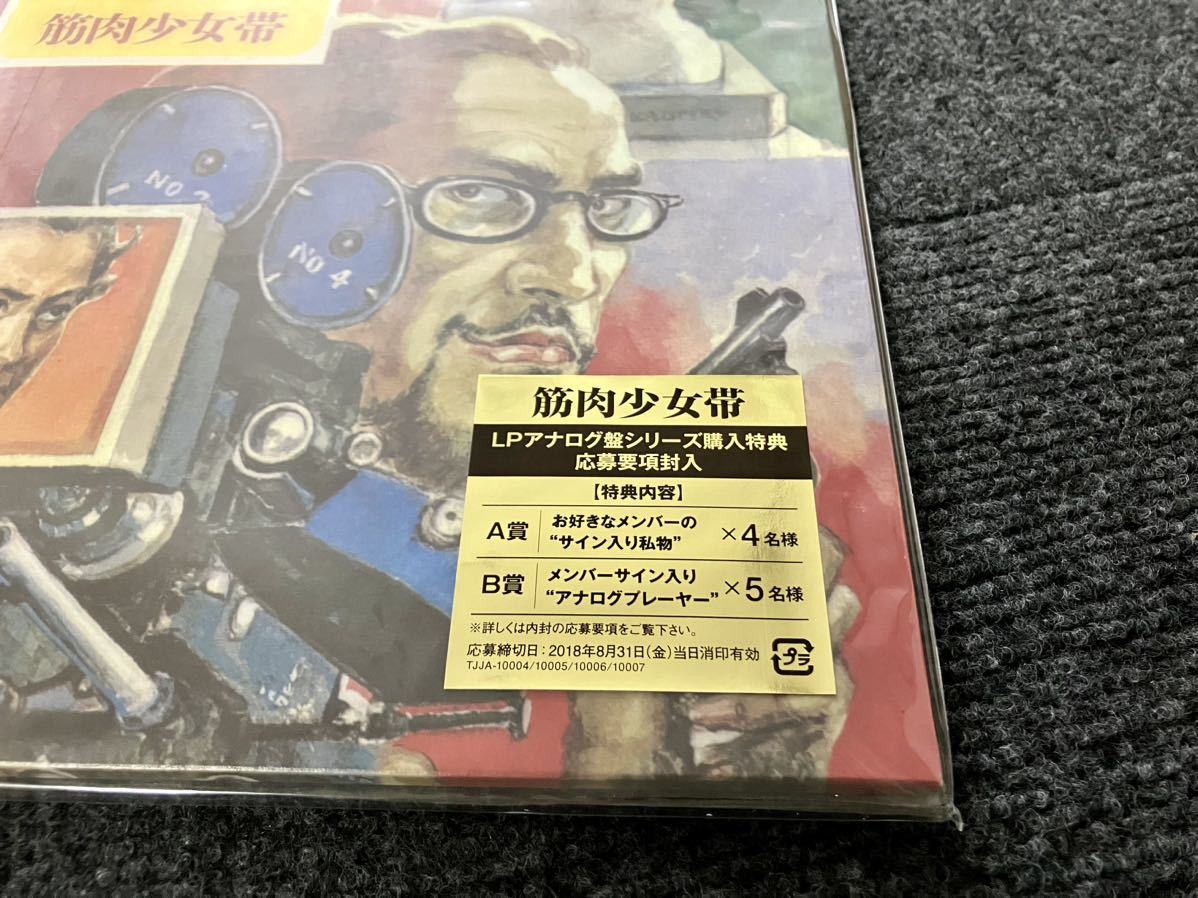 筋肉少女帯
NO 4
筋肉少女帯
LPアナログ盤シリーズ購入特典
応募要項封入
【特典内容】
A賞 お好きなメンバーの
“サイン入り私物” ×4名様
B賞 メンバーサイン入り
“アナログプレーヤー” ×5名様
※詳しくは内封の応募要項をご覧下さい。
応募締切日：2018年8月31日(金)当日消印有効
TJJA-10004/10005/10006/10007
プラ